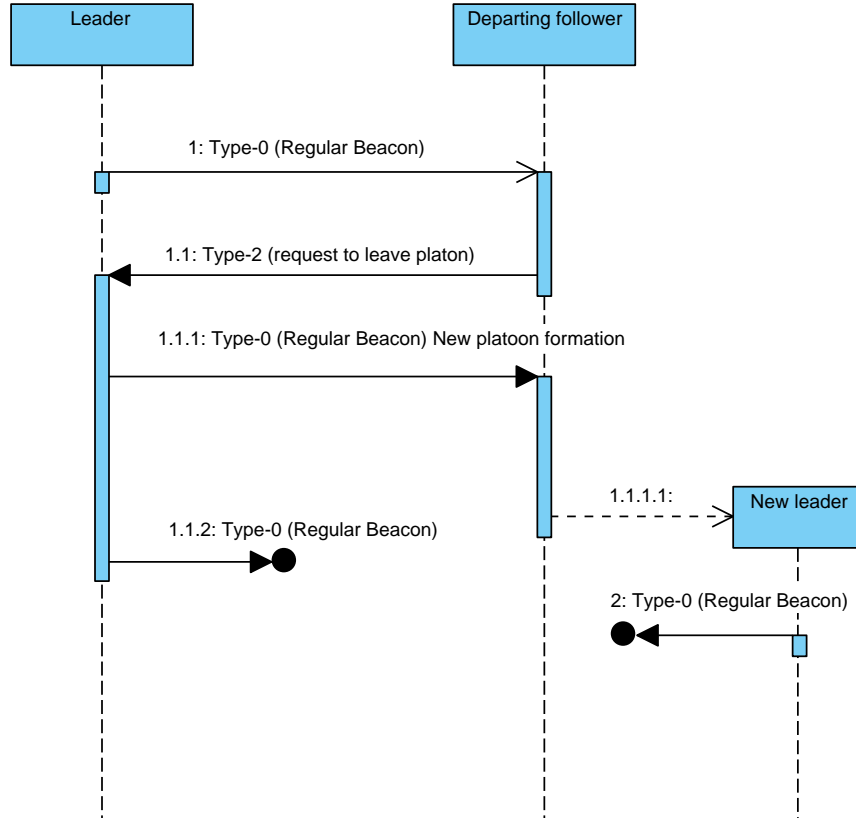 Leader
Departing follower
1: Type-0 (Regular Beacon)
1.1: Type-2 (request to leave platon)
1.1.1: Type-0 (Regular Beacon) New platoon formation
1.1.1.1:
New leader
1.1.2: Type-0 (Regular Beacon)
2: Type-0 (Regular Beacon)